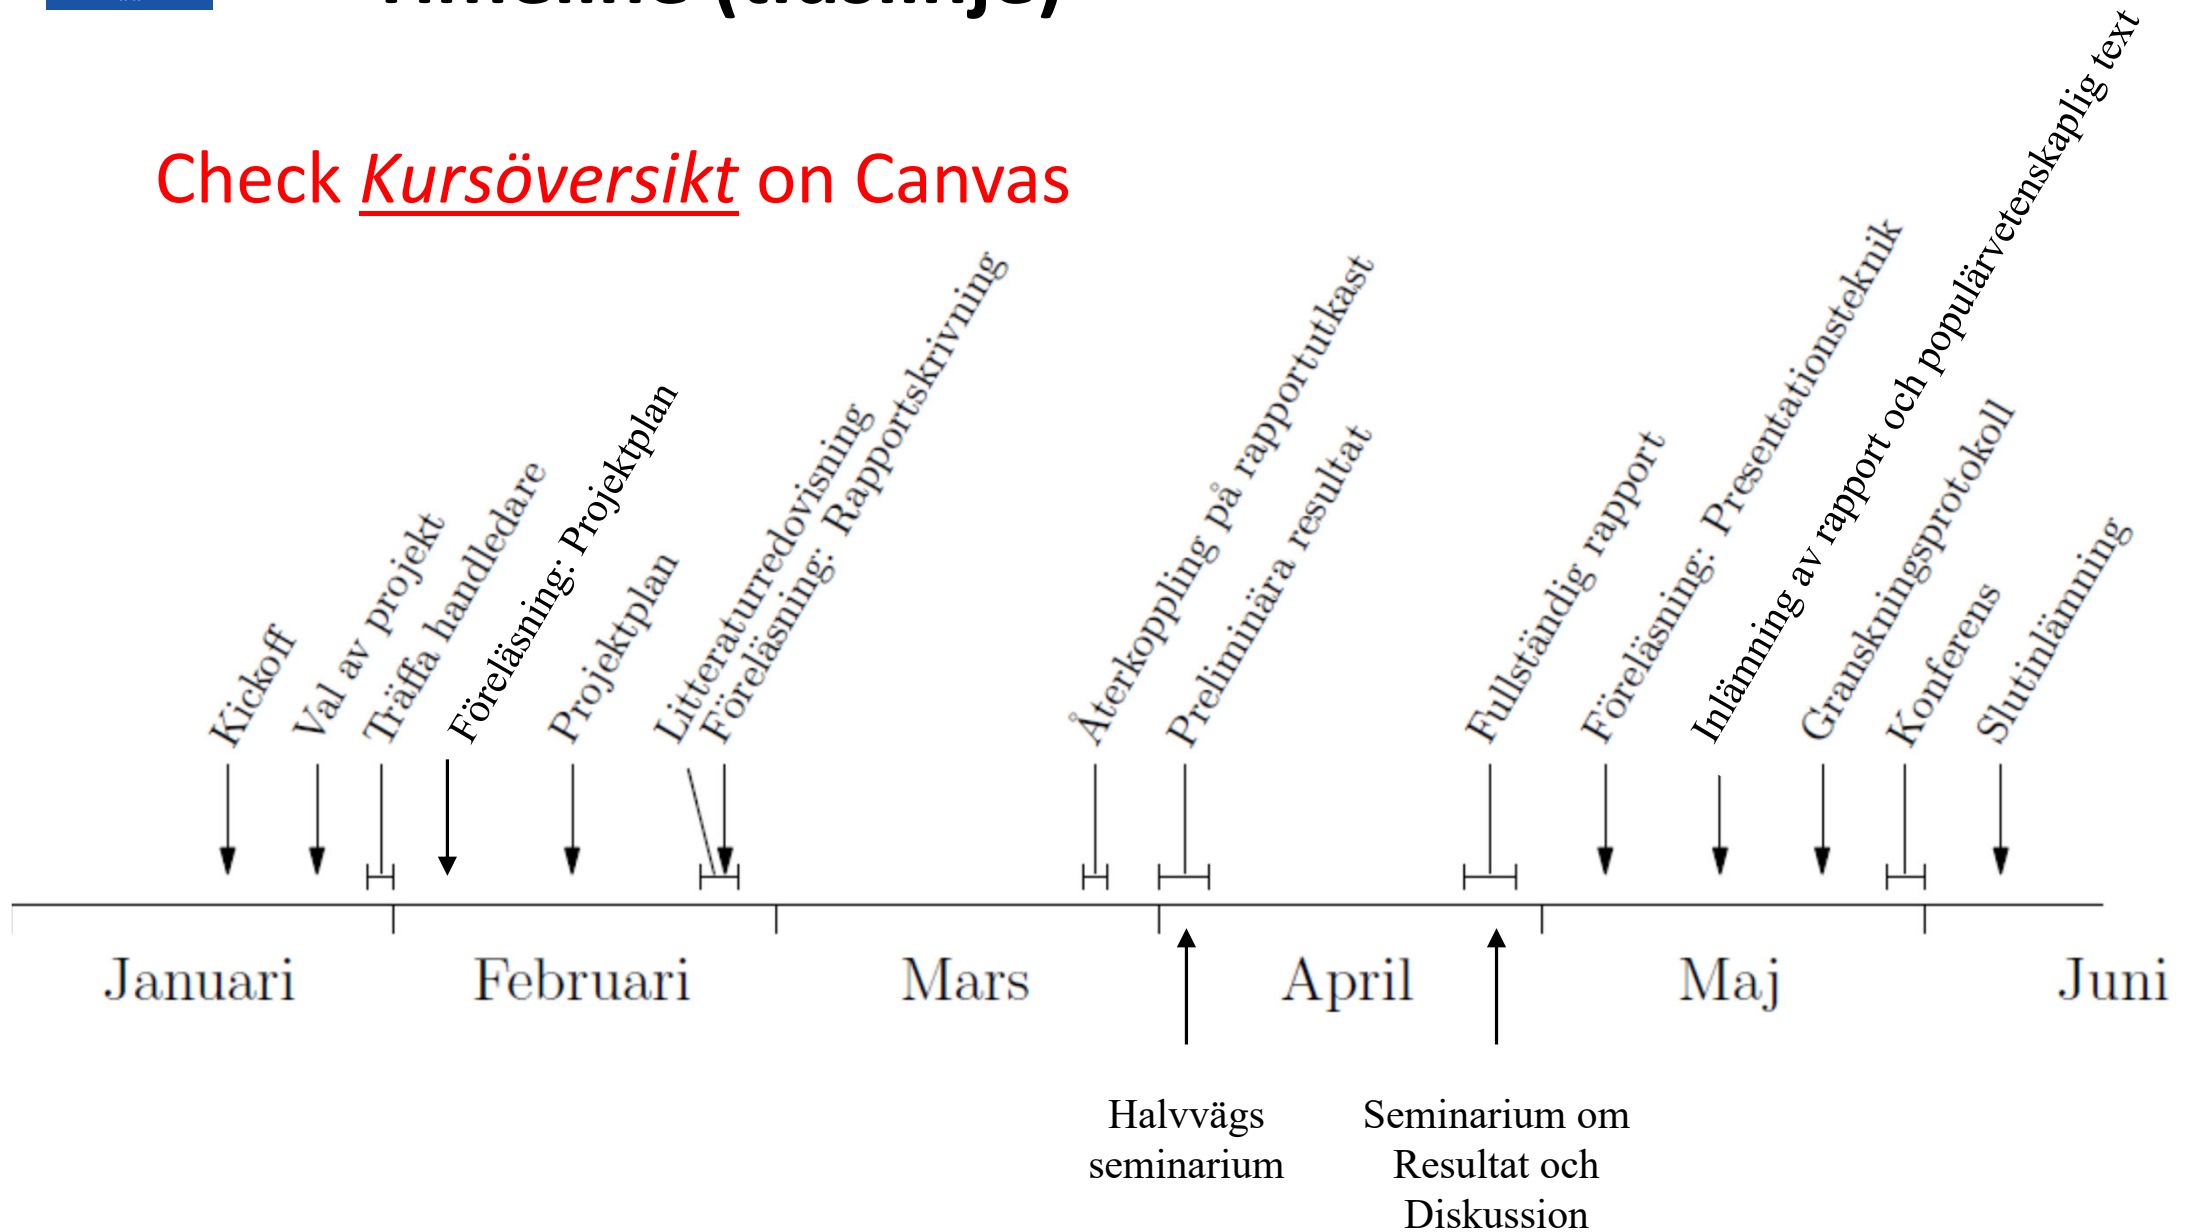 Timeline (tidslinje)
Check Kursöversikt on Canvas
Kickoff
Val av projekt
Träffa handledare
Föreläsning: Projektplan
Projektplan
Litteraturredovisning
Föreläsning: Rapportskrivning
Återkoppling på rapportutkast
Preliminära resultat
Fullständig rapport
Föreläsning: Presentationsteknik
Inlämning av rapport och populärvetenskaplig text
Granskningsprotokoll
Konferens
Slutinlämning
Januari
Februari
Mars
April
Maj
Juni
Halvvägs
seminarium
Seminarium om
Resultat och
Diskussion